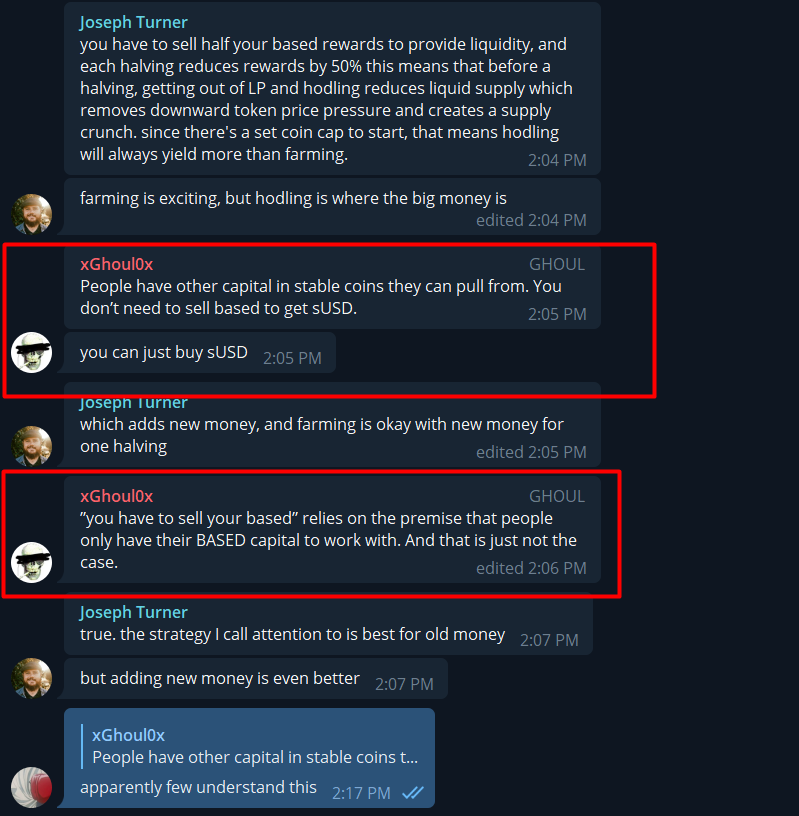 Joseph Turner
you have to sell half your based rewards to provide liquidity, and
each halving reduces rewards by 50% this means that before a
halving, getting out of LP and hodling reduces liquid supply which
removes downward token price pressure and creates a supply
crunch. since there's a set coin cap to start, that means hodling
will always yield more than farming.
2:04 PM
farming is exciting, but hodling is where the big money is
edited 2:04 PM
xGhoul0x GHOUL
People have other capital in stable coins they can pull from. You
don’t need to sell based to get sUSD.
2:05 PM
you can just buy sUSD 2:05 PM
Joseph Turner
which adds new money, and farming is okay with new money for
one halving
edited 2:05 PM
xGhoul0x GHOUL
”you have to sell your based” relies on the premise that people
only have their BASED capital to work with. And that is just not the
case.
edited 2:06 PM
Joseph Turner
true. the strategy I call attention to is best for old money 2:07 PM
but adding new money is even better 2:07 PM
xGhoul0x
People have other capital in stable coins t...
apparently few understand this 2:17 PM